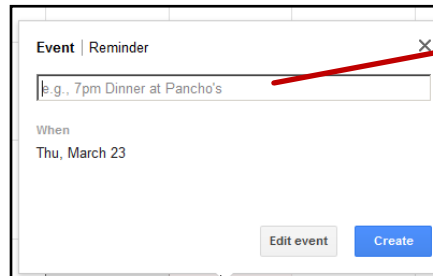 Event | Reminder
e.g., 7pm Dinner at Pancho's
When
Thu, March 23
Edit event Create